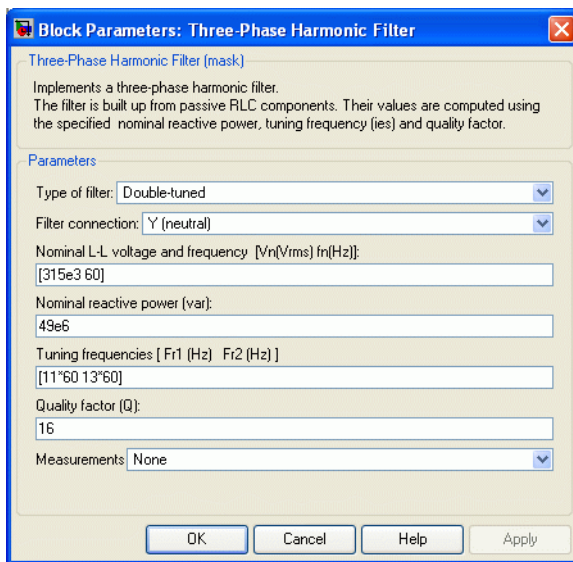 Block Parameters: Three-Phase Harmonic Filter
Three-Phase Harmonic Filter (mask)
Implements a three-phase harmonic filter.
The filter is built up from passive RLC components. Their values are computed using
the specified nominal reactive power, tuning frequency (ies) and quality factor.
Parameters
Type of filter: Double-tuned
Filter connection: Y (neutral)
Nominal L-L voltage and frequency [Vn(Vrms) fn(Hz)]:
[315e3 60]
Nominal reactive power (var):
49e6
Tuning frequencies [ Fr1 (Hz) Fr2 (Hz) ]
[11*60 13*60]
Quality factor (Q):
16
Measurements None
OK Cancel Help Apply